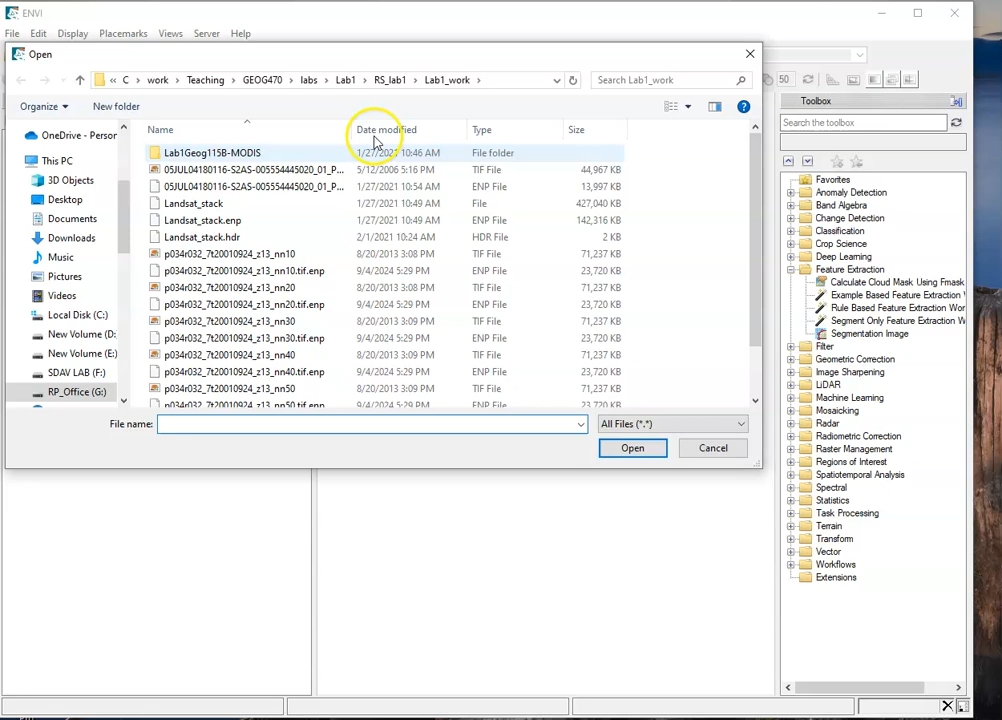 ENVI
File Edit Display Placemarks Views Server Help
Open
« C > work > Teaching > GEOG470 > labs > Lab1 > RS_lab1 > Lab1_work >
Search Lab1_work
50
Organize
New folder
Toolbox
Search the toolbox
Name Date modified Type Size
OneDrive - Person
This PC
3D Objects
Desktop
Documents
Downloads
Music
Pictures
Videos
Local Disk (C:)
New Volume (D:
New Volume (E:)
SDAV LAB (F:)
RP_Office (G:)
Lab1Geog115B-MODIS 1/27/2021 10:46 AM File folder
05JUL04180116-S2AS-005554445020_01_P... 5/12/2006 5:16 PM TIF File 44,967 KB
05JUL04180116-S2AS-005554445020_01_P... 1/27/2021 10:54 AM ENP File 13,997 KB
Landsat_stack 1/27/2021 10:49 AM File 427,040 KB
Landsat_stack.enp 1/27/2021 10:49 AM ENP File 142,316 KB
Landsat_stack.hdr 2/1/2021 10:24 AM HDR File 2 KB
p034r032_7t20010924_z13_nn10 8/20/2013 3:08 PM TIF File 71,237 KB
p034r032_7t20010924_z13_nn10.tif.enp 9/4/2024 5:29 PM ENP File 23,720 KB
p034r032_7t20010924_z13_nn20 8/20/2013 3:08 PM TIF File 71,237 KB
p034r032_7t20010924_z13_nn20.tif.enp 9/4/2024 5:29 PM ENP File 23,720 KB
p034r032_7t20010924_z13_nn30 8/20/2013 3:09 PM TIF File 71,237 KB
p034r032_7t20010924_z13_nn30.tif.enp 9/4/2024 5:29 PM ENP File 23,720 KB
p034r032_7t20010924_z13_nn40 8/20/2013 3:09 PM TIF File 71,237 KB
p034r032_7t20010924_z13_nn40.tif.enp 9/4/2024 5:29 PM ENP File 23,720 KB
p034r032_7t20010924_z13_nn50 8/20/2013 3:09 PM TIF File 71,237 KB
p034r032_7t20010924_z13_nn50.tif.enp 9/4/2024 5:29 PM ENP File 23,720 KB
File name:
All Files (*.*)
Open
Cancel
Favorites
Anomaly Detection
Band Algebra
Change Detection
Classification
Crop Science
Deep Learning
Feature Extraction
Calculate Cloud Mask Using Fmask
Example Based Feature Extraction W
Rule Based Feature Extraction Wor
Segment Only Feature Extraction W
Segmentation Image
Filter
Geometric Correction
Image Sharpening
LiDAR
Machine Learning
Mosaicking
Radar
Radiometric Correction
Raster Management
Regions of Interest
Spatiotemporal Analysis
Spectral
Statistics
Task Processing
Terrain
Transform
Vector
Workflows
Extensions